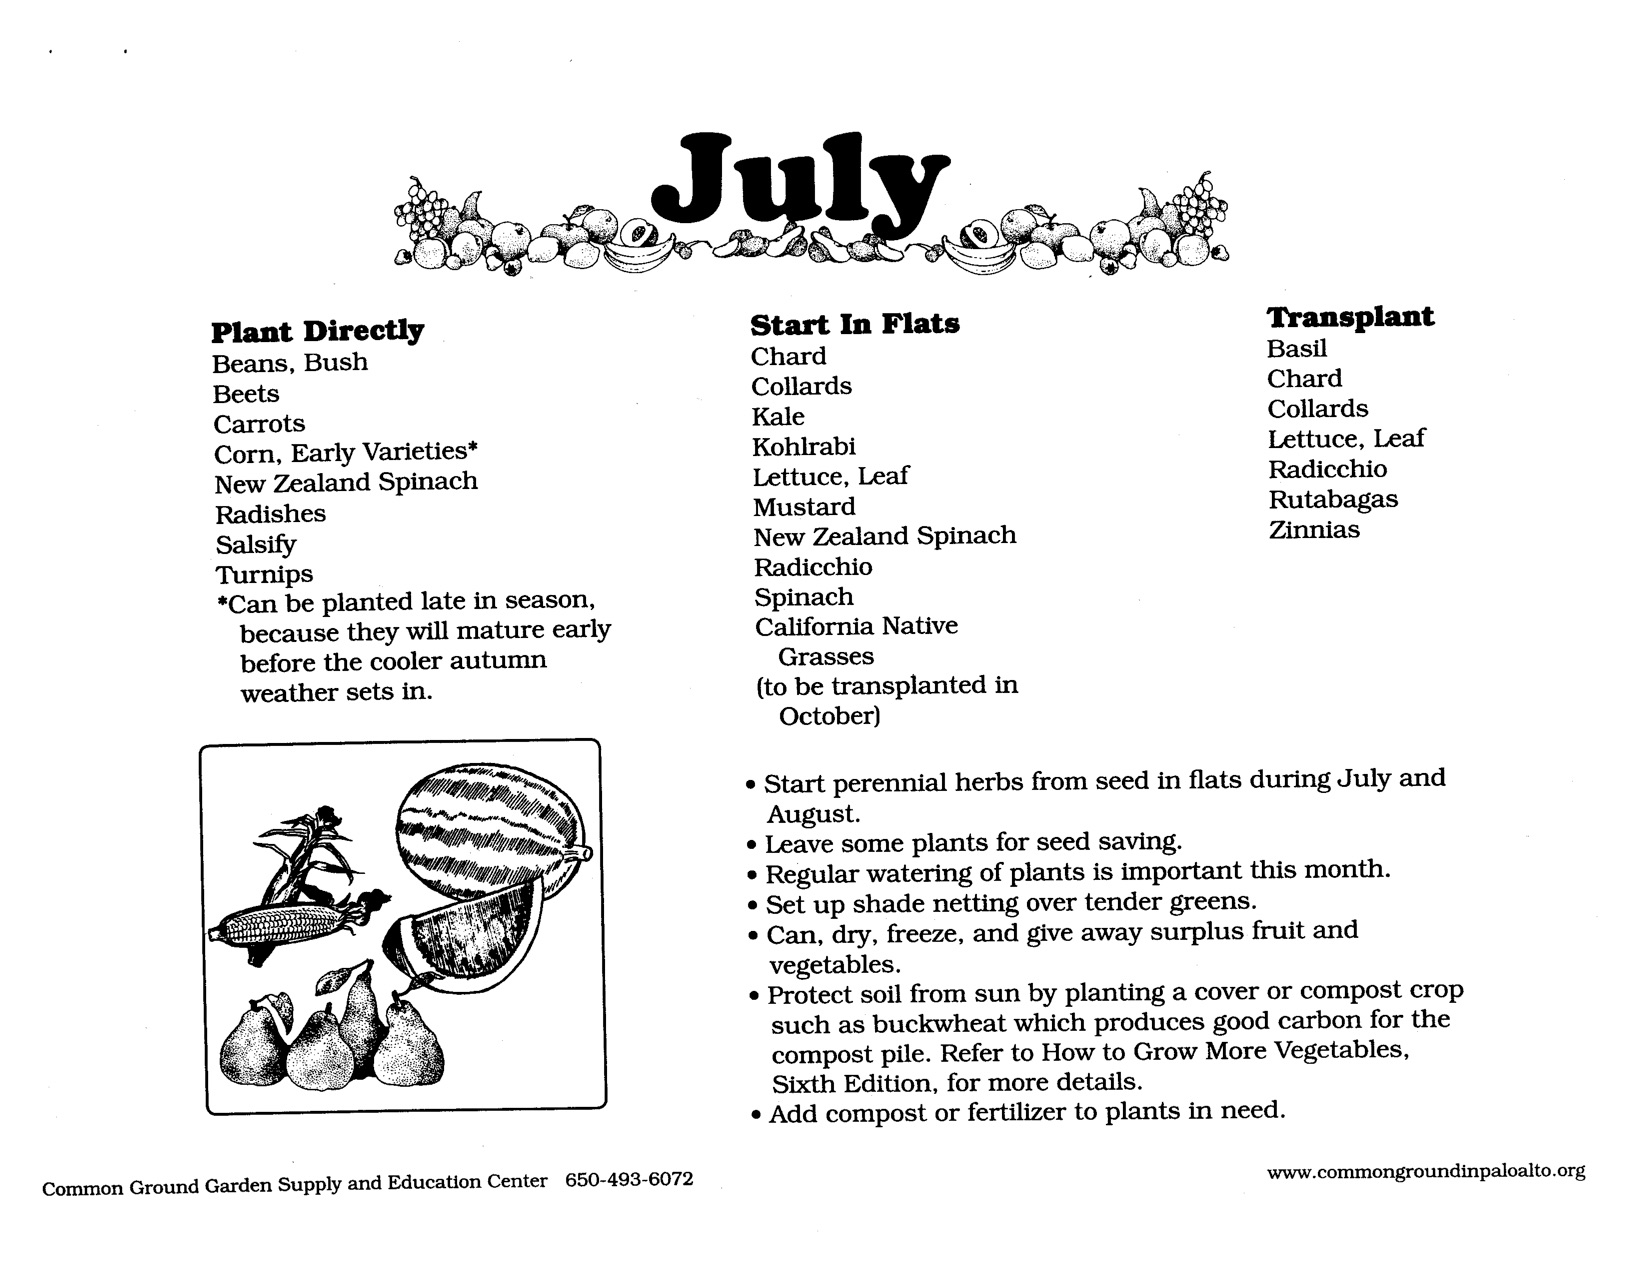 July
Plant Directly
Beans, Bush
Beets
Carrots
Corn, Early Varieties*
New Zealand Spinach
Radishes
Salsify
Turnips
*Can be planted late in season,
because they will mature early
before the cooler autumn
weather sets in.
Start In Flats
Chard
Collards
Kale
Kohlrabi
Lettuce, Leaf
Mustard
New Zealand Spinach
Radicchio
Spinach
California Native
Grasses
(to be transplanted in
October)
Transplant
Basil
Chard
Collards
Lettuce, Leaf
Radicchio
Rutabagas
Zinnias
• Start perennial herbs from seed in flats during July and
August.
• Leave some plants for seed saving.
• Regular watering of plants is important this month.
• Set up shade netting over tender greens.
• Can, dry, freeze, and give away surplus fruit and
vegetables.
• Protect soil from sun by planting a cover or compost crop
such as buckwheat which produces good carbon for the
compost pile. Refer to How to Grow More Vegetables,
Sixth Edition, for more details.
• Add compost or fertilizer to plants in need.
Common Ground Garden Supply and Education Center 650-493-6072
www.commongroundinpaloalto.org